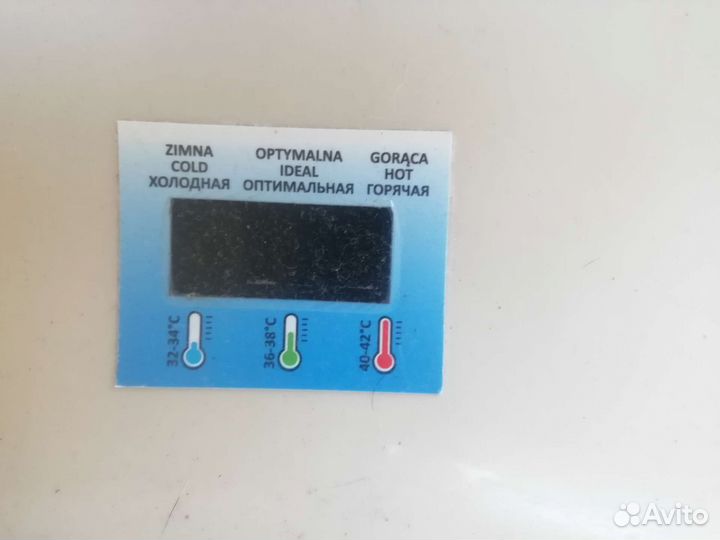 ZIMNA
COLD
ХОЛОДНАЯ
OPTYMALNA
IDEAL
ОПТИМАЛЬНАЯ
GORĄCA
HOT
ГОРЯЧАЯ
32-34°C
36-38°C
40-42°C
Avito